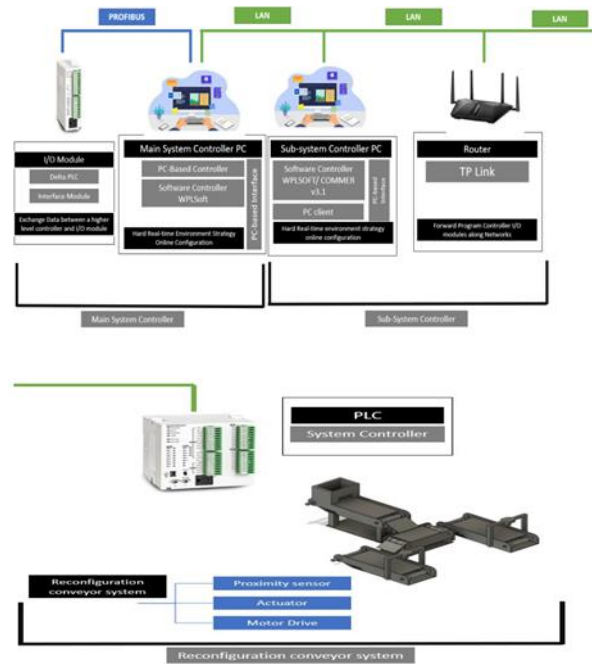 PROFIBUS
LAN
LAN
LAN
I/O Module
Delta PLC
Interface Module
Exchange Data between a higher
level controller and I/O module
Main System Controller PC
PC-Based Controller
Software Controller
WPLSoft
Hard Real-time Environment Strategy
Online Configuration
PC-based Interface
Sub-system Controller PC
Software Controller
WPLSOFT/ COMMER
v3.1
PC client
Hard Real-time environment strategy
online configuration
PC-based
Interface
Router
TP Link
Forward Program Controller I/O
modules along Networks
Main System Controller
Sub-System Controller
PLC
System Controller
Reconfiguration
conveyor system
Proximity sensor
Actuator
Motor Drive
Reconfiguration conveyor system